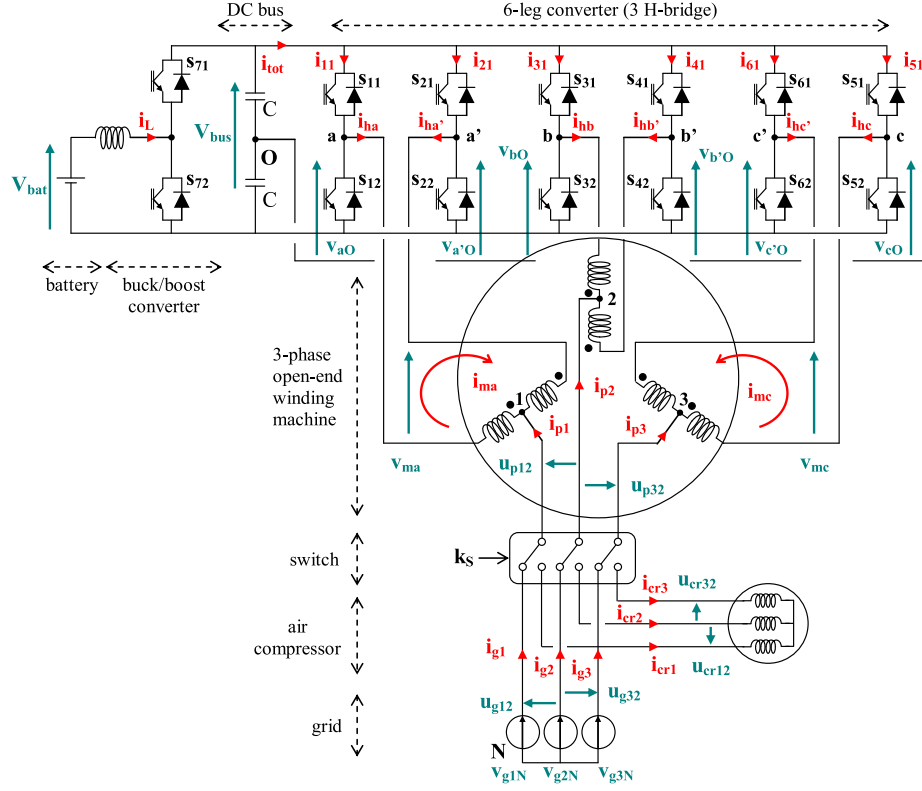 DC bus
6-leg converter (3 H-bridge)
s71
itot
i11
s11
i21
s21
i31
s31
i41
s41
i61
s61
i51
s51
C
iL
Vbus
a
iha
iha'
a'
b
ihb
ihb'
b'
c'
ihc'
ihc
c
O
vbO
vb'O
Vbat
s72
C
s12
s22
s32
s42
s62
s52
vaO
va'O
vc'O
vcO
battery
buck/boost
converter
2
3-phase
open-end
winding
machine
ima
ip2
imc
1
3
ip1
ip3
vma
up12
up32
vmc
switch
kS
icr3
ucr32
icr2
air
compressor
ig1
ig2
ig3
icr1
ucr12
ug12
ug32
grid
N
vg1N
vg2N
vg3N